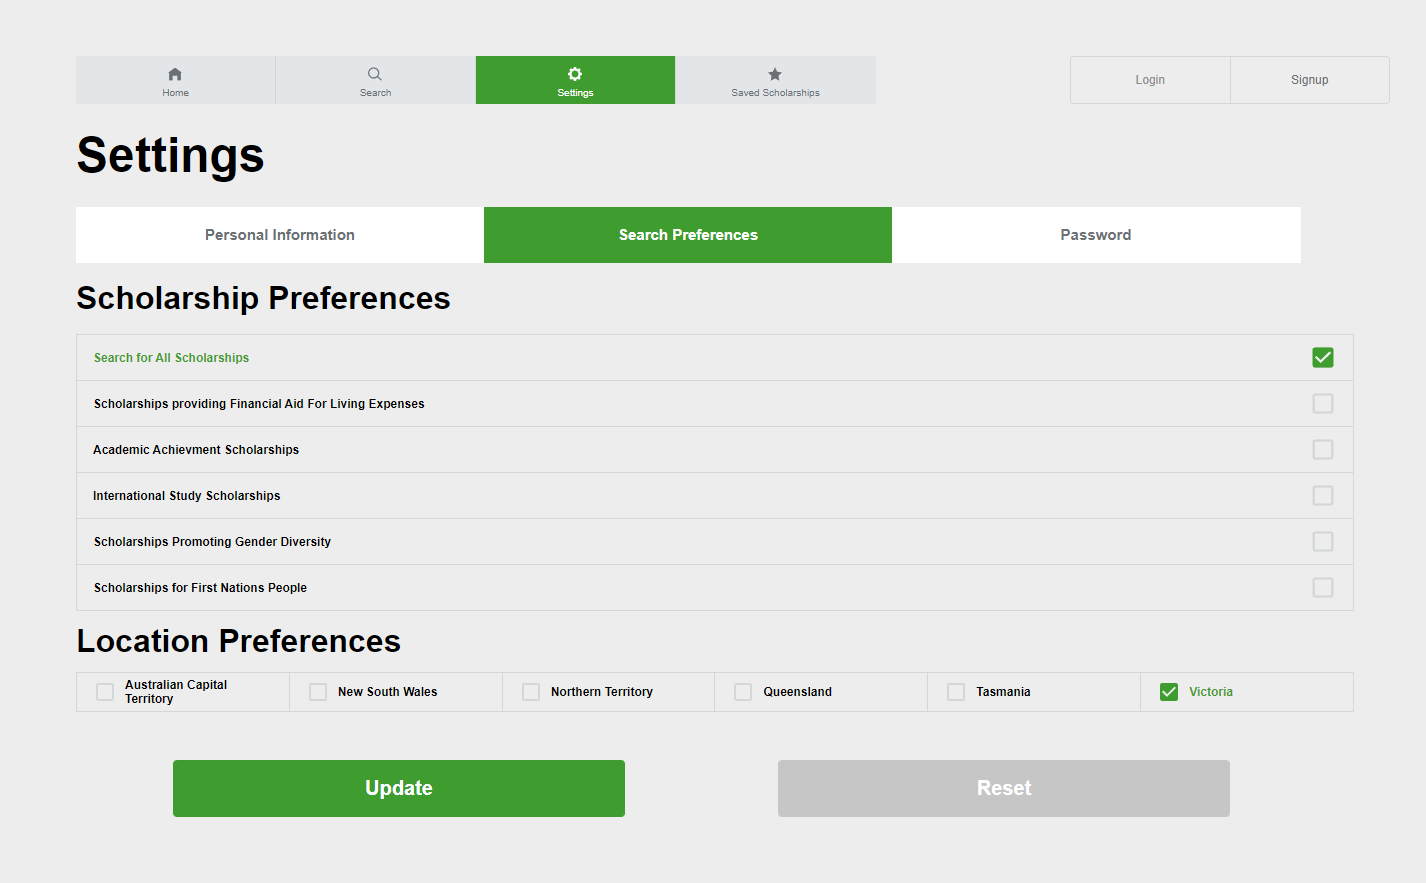 Home
Search
Settings
Saved Scholarships
Login
Signup
Settings
Personal Information
Search Preferences
Password
Scholarship Preferences
Search for All Scholarships
Scholarships providing Financial Aid For Living Expenses
Academic Achievment Scholarships
International Study Scholarships
Scholarships Promoting Gender Diversity
Scholarships for First Nations People
Location Preferences
Australian Capital
Territory
New South Wales
Northern Territory
Queensland
Tasmania
Victoria
Update
Reset